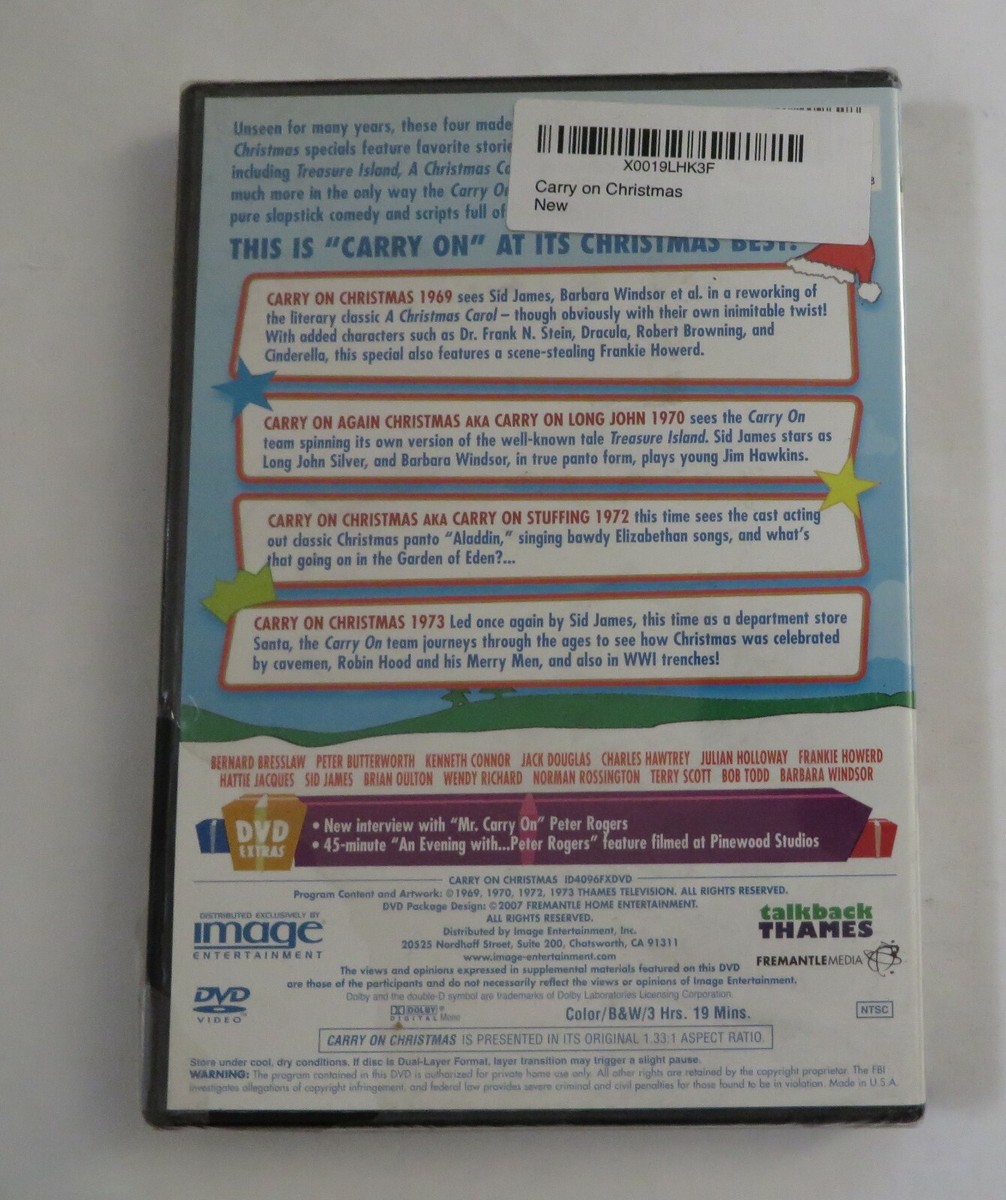 Unseen for many years, these four made
Christmas specials feature favorite storie
including Treasure Island, A Christmas Ca
much more in the only way the Carry O
pure slapstick comedy and scripts full of
X0019LHK3F
Carry on Christmas
New
8
THIS IS "CARRY ON" AT ITS CHRISTMAS BEST!
CARRY ON CHRISTMAS 1969 sees Sid James, Barbara Windsor et al. in a reworking of
the literary classic A Christmas Carol – though obviously with their own inimitable twist!
With added characters such as Dr. Frank N. Stein, Dracula, Robert Browning, and
Cinderella, this special also features a scene-stealing Frankie Howerd.
CARRY ON AGAIN CHRISTMAS AKA CARRY ON LONG JOHN 1970 sees the Carry On
team spinning its own version of the well-known tale Treasure Island. Sid James stars as
Long John Silver, and Barbara Windsor, in true panto form, plays young Jim Hawkins.
CARRY ON CHRISTMAS AKA CARRY ON STUFFING 1972 this time sees the cast acting
out classic Christmas panto "Aladdin," singing bawdy Elizabethan songs, and what's
that going on in the Garden of Eden?...
CARRY ON CHRISTMAS 1973 Led once again by Sid James, this time as a department store
Santa, the Carry On team journeys through the ages to see how Christmas was celebrated
by cavemen, Robin Hood and his Merry Men, and also in WWI trenches!
BERNARD BRESSLAW PETER BUTTERWORTH KENNETH CONNOR JACK DOUGLAS CHARLES HAWTREY JULIAN HOLLOWAY FRANKIE HOWERD
HATTIE JACQUES SID JAMES BRIAN OULTON WENDY RICHARD NORMAN ROSSINGTON TERRY SCOTT BOB TODD BARBARA WINDSOR
DVD
EXTRAS
• New interview with "Mr. Carry On" Peter Rogers
• 45-minute "An Evening with...Peter Rogers" feature filmed at Pinewood Studios
CARRY ON CHRISTMAS ID4096FXDVD
Program Content and Artwork: ©1969, 1970, 1972, 1973 THAMES TELEVISION. ALL RIGHTS RESERVED.
DVD Package Design: ©2007 FREMANTLE HOME ENTERTAINMENT.
ALL RIGHTS RESERVED.
Distributed by Image Entertainment, Inc.
20525 Nordhoff Street, Suite 200, Chatsworth, CA 91311
www.image-entertainment.com
DISTRIBUTED EXCLUSIVELY BY
image
ENTERTAINMENT
talkback
THAMES
FREMANTLEMEDIA
The views and opinions expressed in supplemental materials featured on this DVD
are those of the participants and do not necessarily reflect the views or opinions of Image Entertainment.
Dolby and the double-D symbol are trademarks of Dolby Laboratories Licensing Corporation.
DVD
VIDEO
DOLBY
DIGITAL Mono
Color/B&W/3 Hrs. 19 Mins.
NTSC
CARRY ON CHRISTMAS IS PRESENTED IN ITS ORIGINAL 1.33:1 ASPECT RATIO.
Store under cool, dry conditions. If disc is Dual-Layer Format, layer transition may trigger a slight pause.
WARNING: The program contained in this DVD is authorized for private home use only. All other rights are retained by the copyright proprietor. The FBI
investigates allegations of copyright infringement, and federal law provides severe criminal and civil penalties for those found to be in violation. Made in U.S.A.